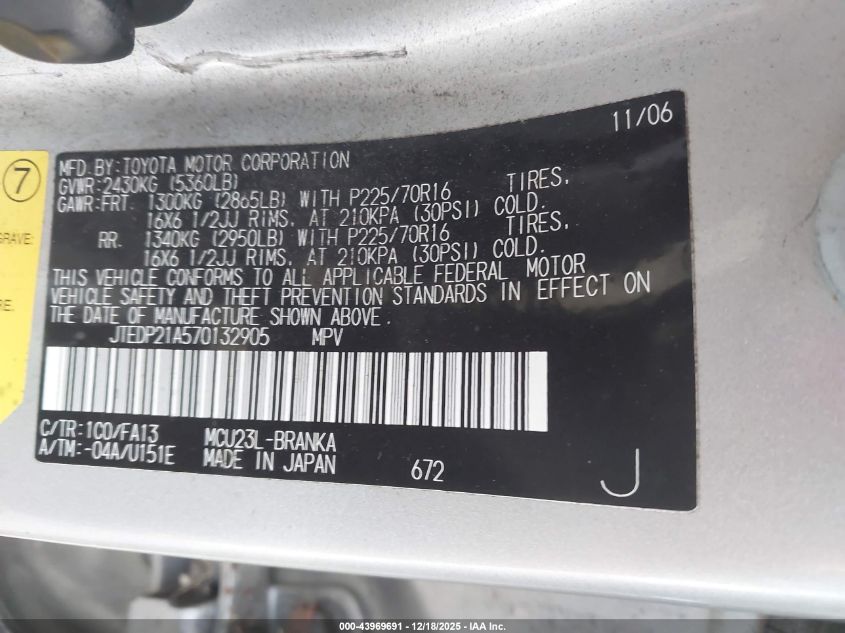 11/06
MFD.BY:TOYOTA MOTOR CORPORATION
GVWR:2430KG (5360LB)
GAWR:FRT. 1300KG (2865LB) WITH P225/70R16 TIRES,
16X6 1/2JJ RIMS, AT 210KPA (30PSI) COLD.
RR. 1340KG (2950LB) WITH P225/70R16 TIRES,
16X6 1/2JJ RIMS, AT 210KPA (30PSI) COLD.
THIS VEHICLE CONFORMS TO ALL APPLICABLE FEDERAL MOTOR
VEHICLE SAFETY AND THEFT PREVENTION STANDARDS IN EFFECT ON
THE DATE OF MANUFACTURE SHOWN ABOVE.
JTEDP21A570132905 MPV
C/TR:1C0/FA13 MCU23L-BRANKA
A/TM:-04A/U151E MADE IN JAPAN 672 J
7
GRAVE:
RE.
000-43969691 - 12/18/2025 - IAA Inc.